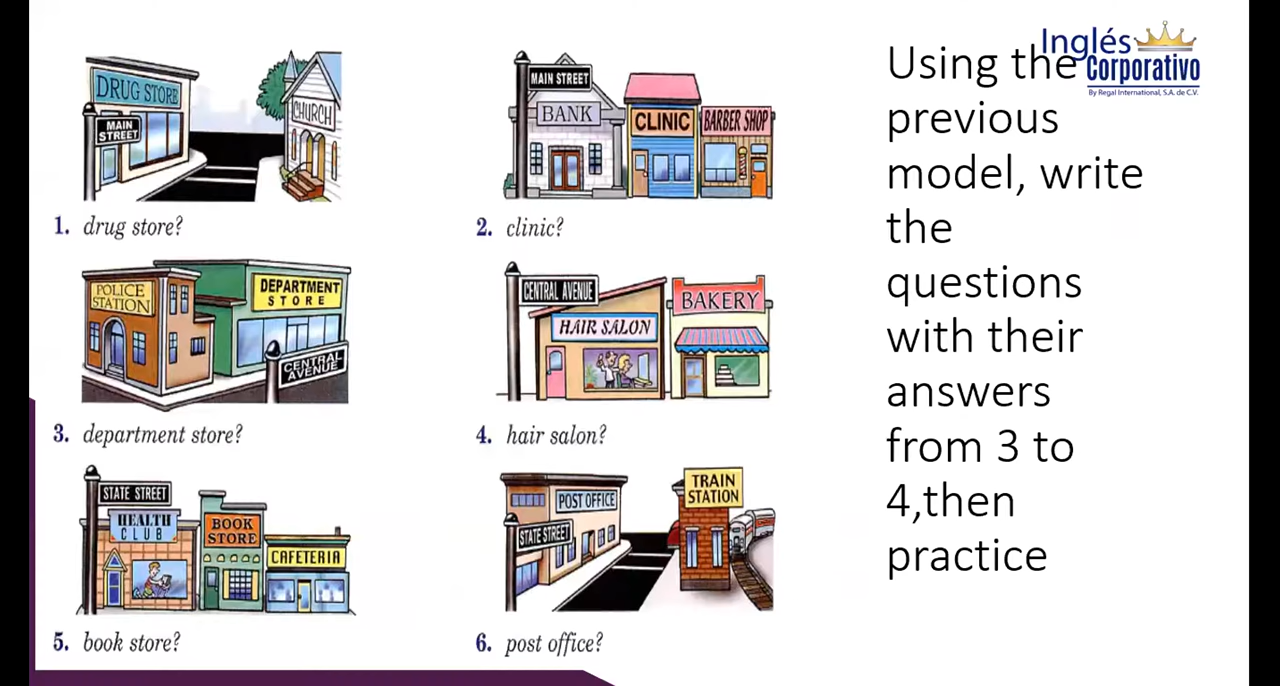 DRUG STORE
MAIN
STREET
CHURCH
1. drug store?
MAIN STREET
BANK
CLINIC
BARBER SHOP
2. clinic?
POLICE
STATION
DEPARTMENT
STORE
CENTRAL
AVENUE
3. department store?
CENTRAL AVENUE
HAIR SALON
BAKERY
4. hair salon?
STATE STREET
HEALTH
CLUB
BOOK
STORE
CAFETERIA
5. book store?
POST OFFICE
STATE STREET
TRAIN
STATION
6. post office?
Inglés
Corporativo
By Regal International, S.A. de C.V.
Using the
previous
model, write
the
questions
with their
answers
from 3 to
4,then
practice